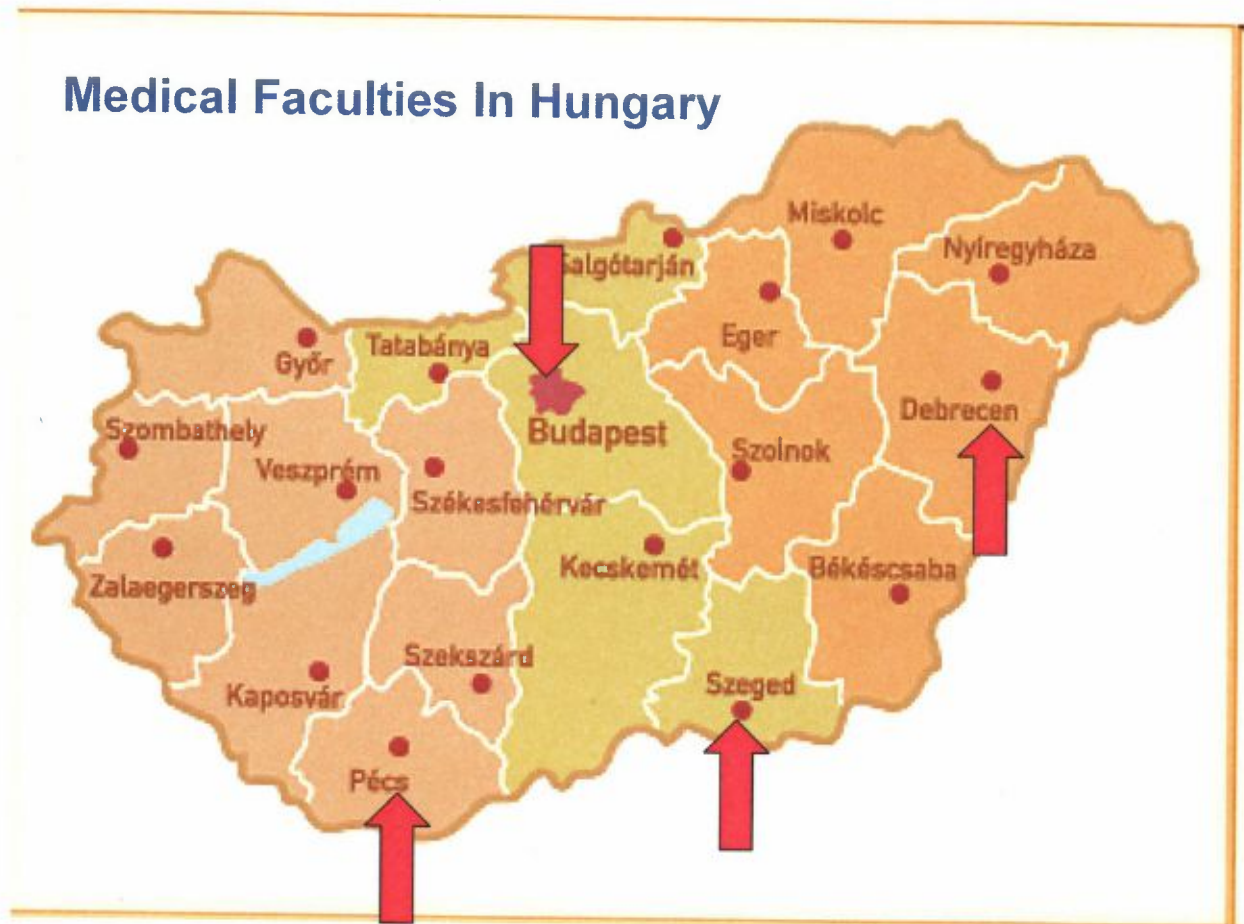 Medical Faculties In Hungary
Miskolc
Nyíregyháza
Salgótarján
Eger
Győr
Tatabánya
Debrecen
Szombathely
Budapest
Veszprém
Szolnok
Székesfehérvár
Kecskemét
Békéscsaba
Zalaegerszeg
Szekszárd
Szeged
Kaposvár
Pécs